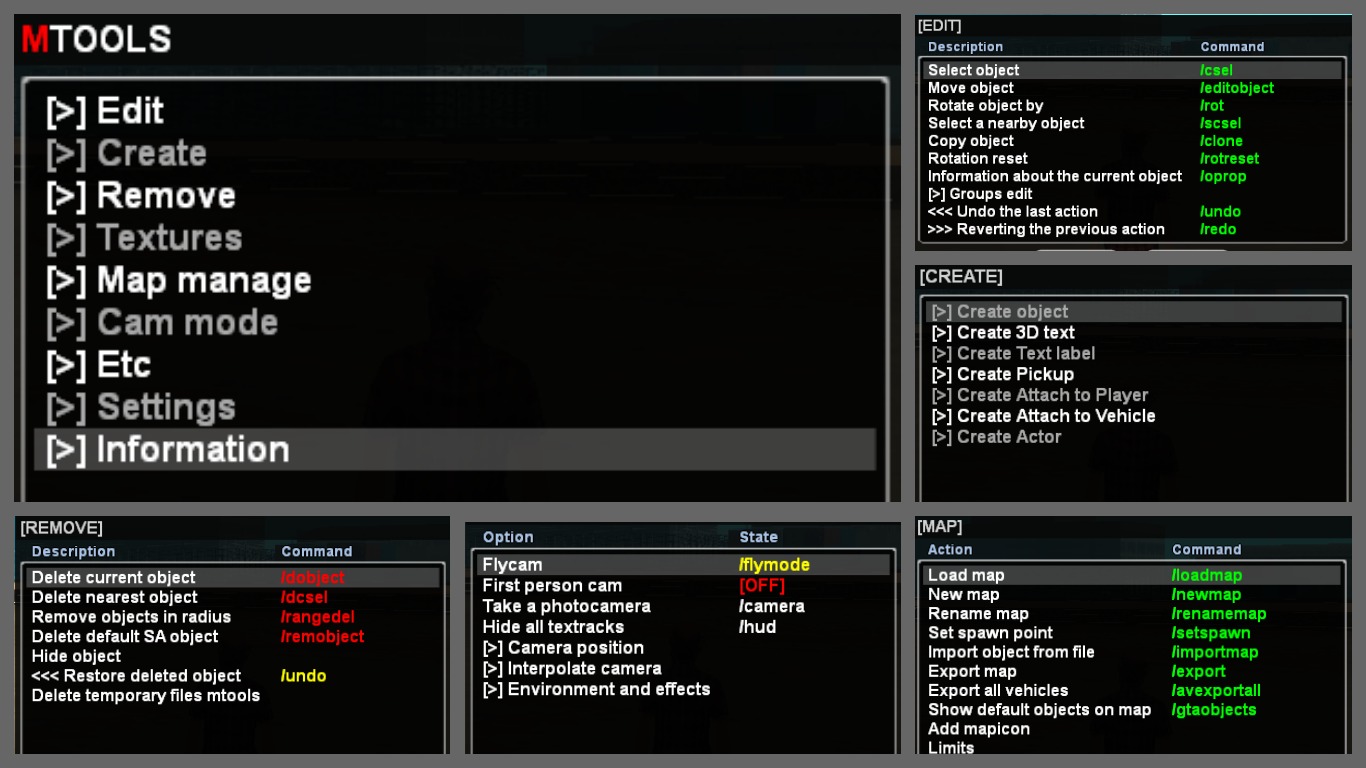 MTOOLS
[>] Edit
[>] Create
[>] Remove
[>] Textures
[>] Map manage
[>] Cam mode
[>] Etc
[>] Settings
[>] Information
[EDIT]
Description Command
Select object /csel
Move object /editobject
Rotate object by /rot
Select a nearby object /scsel
Copy object /clone
Rotation reset /rotreset
Information about the current object /oprop
[>] Groups edit
<<< Undo the last action /undo
>>> Reverting the previous action /redo
[CREATE]
[>] Create object
[>] Create 3D text
[>] Create Text label
[>] Create Pickup
[>] Create Attach to Player
[>] Create Attach to Vehicle
[>] Create Actor
[REMOVE]
Description Command
Delete current object /dobject
Delete nearest object /dcsel
Remove objects in radius /rangedel
Delete default SA object /remobject
Hide object
<<< Restore deleted object /undo
Delete temporary files mtools
Option State
Flycam /flymode
First person cam [OFF]
Take a photocamera /camera
Hide all textracks /hud
[>] Camera position
[>] Interpolate camera
[>] Environment and effects
[MAP]
Action Command
Load map /loadmap
New map /newmap
Rename map /renamemap
Set spawn point /setspawn
Import object from file /importmap
Export map /export
Export all vehicles /avexportall
Show default objects on map /gtaobjects
Add mapicon
Limits